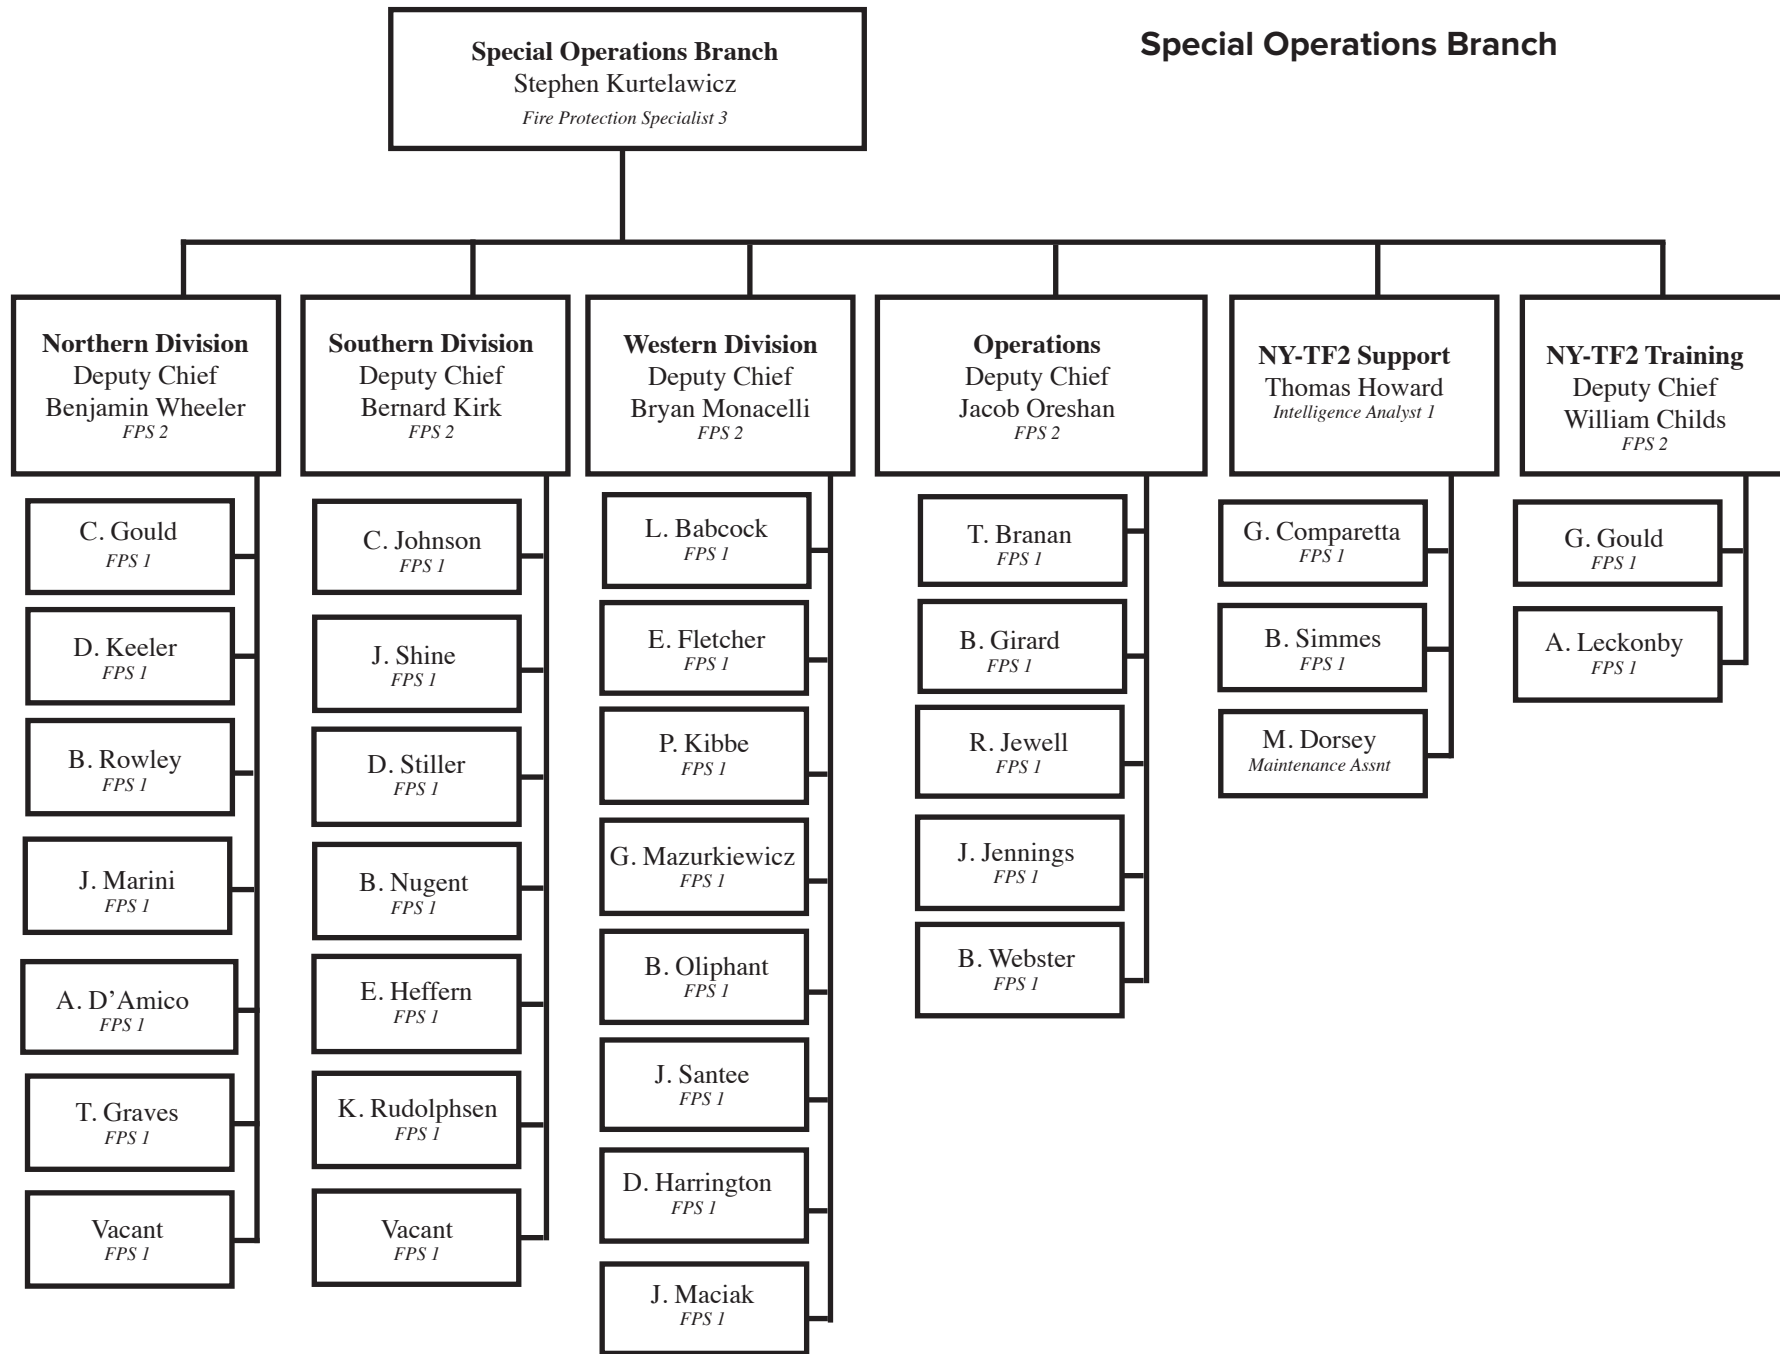 Special Operations Branch
Special Operations Branch
Stephen Kurtelawicz
Fire Protection Specialist 3
Northern Division
Deputy Chief
Benjamin Wheeler
FPS 2
C. Gould
FPS 1
D. Keeler
FPS 1
B. Rowley
FPS 1
J. Marini
FPS 1
A. D’Amico
FPS 1
T. Graves
FPS 1
Vacant
FPS 1
Southern Division
Deputy Chief
Bernard Kirk
FPS 2
C. Johnson
FPS 1
J. Shine
FPS 1
D. Stiller
FPS 1
B. Nugent
FPS 1
E. Heffern
FPS 1
K. Rudolphsen
FPS 1
Vacant
FPS 1
Western Division
Deputy Chief
Bryan Monacelli
FPS 2
L. Babcock
FPS 1
E. Fletcher
FPS 1
P. Kibbe
FPS 1
G. Mazurkiewicz
FPS 1
B. Oliphant
FPS 1
J. Santee
FPS 1
D. Harrington
FPS 1
J. Maciak
FPS 1
Operations
Deputy Chief
Jacob Oreshan
FPS 2
T. Branan
FPS 1
B. Girard
FPS 1
R. Jewell
FPS 1
J. Jennings
FPS 1
B. Webster
FPS 1
NY-TF2 Support
Thomas Howard
Intelligence Analyst 1
G. Comparetta
FPS 1
B. Simmes
FPS 1
M. Dorsey
Maintenance Assnt
NY-TF2 Training
Deputy Chief
William Childs
FPS 2
G. Gould
FPS 1
A. Leckonby
FPS 1